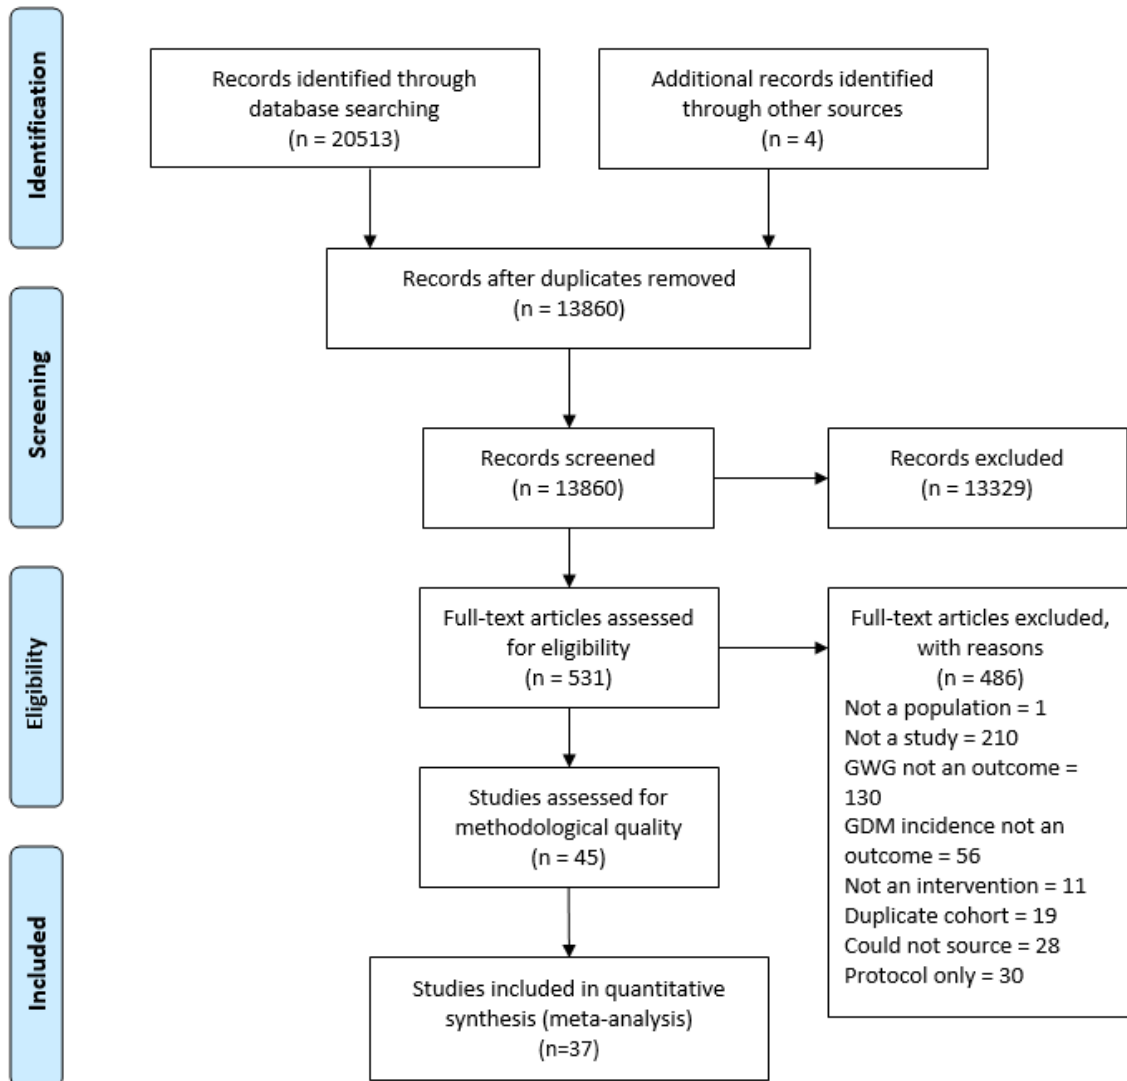 Identification
Records identified through
database searching
(n = 20513)
Additional records identified
through other sources
(n = 4)
Records after duplicates removed
(n = 13860)
Screening
Records screened
(n = 13860)
Records excluded
(n = 13329)
Eligibility
Full-text articles assessed
for eligibility
(n = 531)
Full-text articles excluded,
with reasons
(n = 486)
Not a population = 1
Not a study = 210
GWG not an outcome =
130
GDM incidence not an
outcome = 56
Not an intervention = 11
Duplicate cohort = 19
Could not source = 28
Protocol only = 30
Studies assessed for
methodological quality
(n = 45)
Included
Studies included in quantitative
synthesis (meta-analysis)
(n=37)